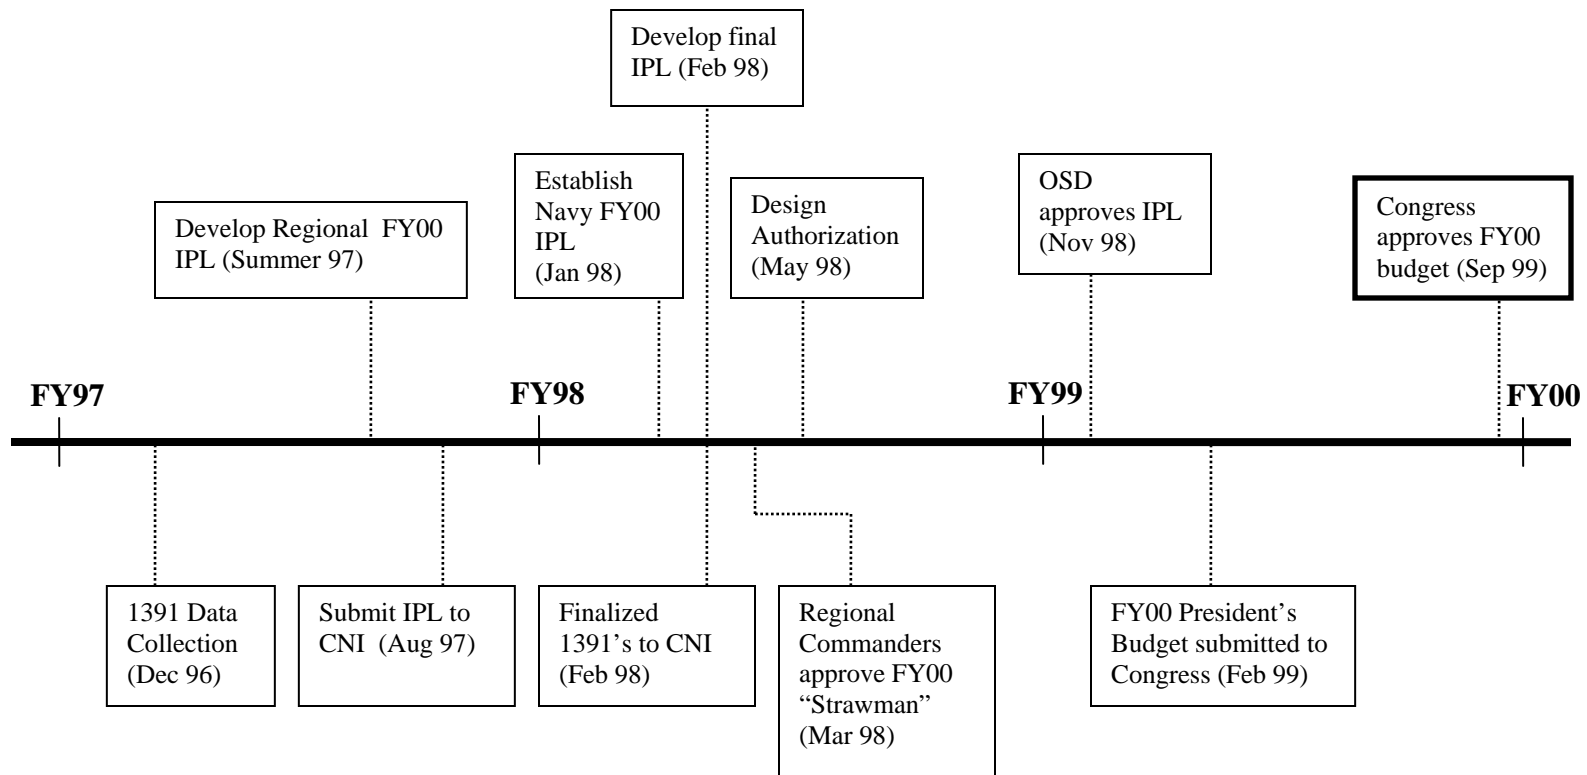 Develop final
IPL (Feb 98)
Establish
Navy FY00
IPL
(Jan 98)
OSD
approves IPL
(Nov 98)
Design
Authorization
(May 98)
Congress
approves FY00
budget (Sep 99)
Develop Regional  FY00
IPL (Summer 97)
FY97
FY98
FY99
FY00
1391 Data
Collection
(Dec 96)
Submit IPL to
CNI  (Aug 97)
Finalized
1391's to CNI
(Feb 98)
Regional
Commanders
approve FY00
“Strawman”
(Mar 98)
FY00 President’s
Budget submitted to
Congress (Feb 99)